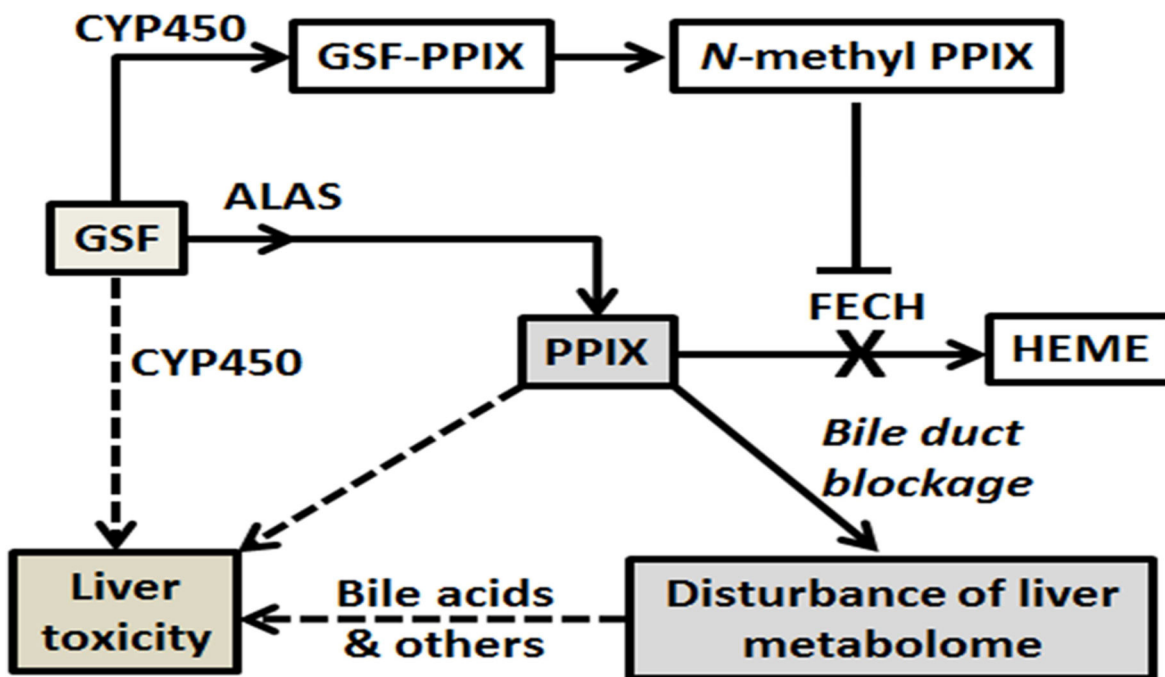 CYP450
GSF-PPIX
N-methyl PPIX
ALAS
GSF
FECH
CYP450
PPIX
X
HEME
Bile duct
blockage
Liver
toxicity
Bile acids
& others
Disturbance of liver
metabolome